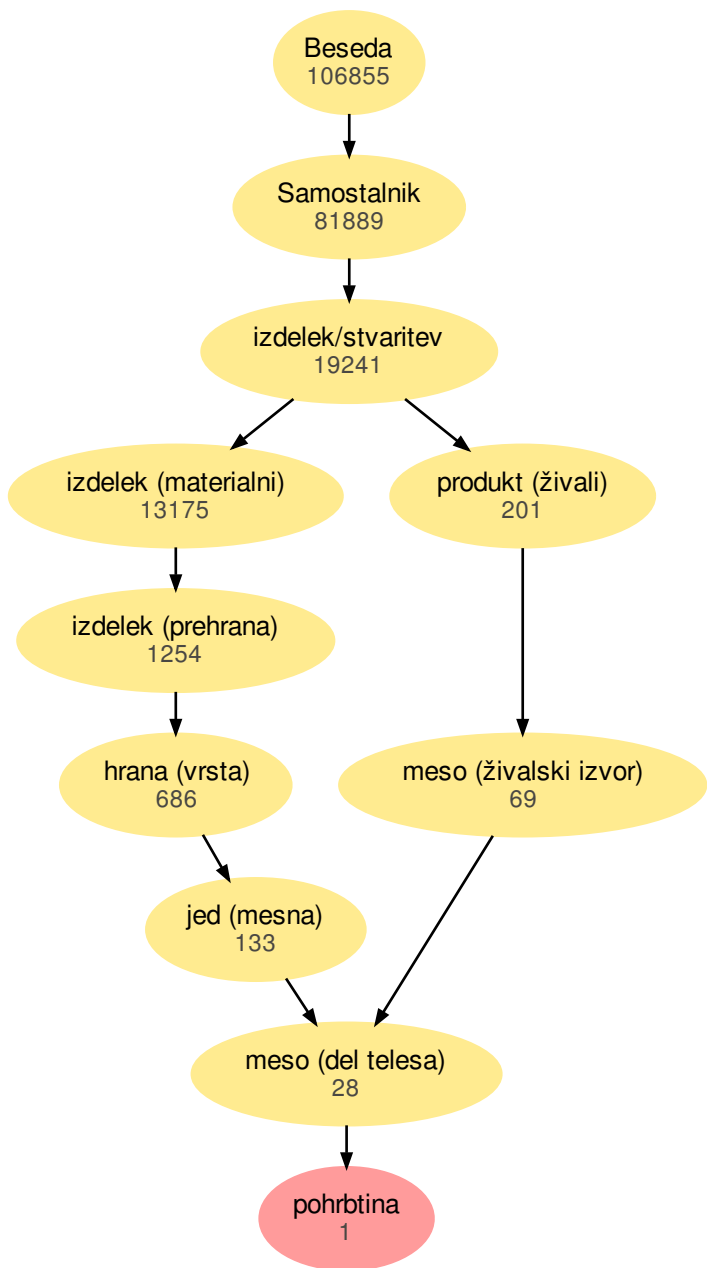 Beseda
106855
Samostalnik
81889
izdelek/stvaritev
19241
izdelek (materialni)
13175
produkt (živali)
201
izdelek (prehrana)
1254
hrana (vrsta)
686
meso (živalski izvor)
69
jed (mesna)
133
meso (del telesa)
28
pohrbtina
1